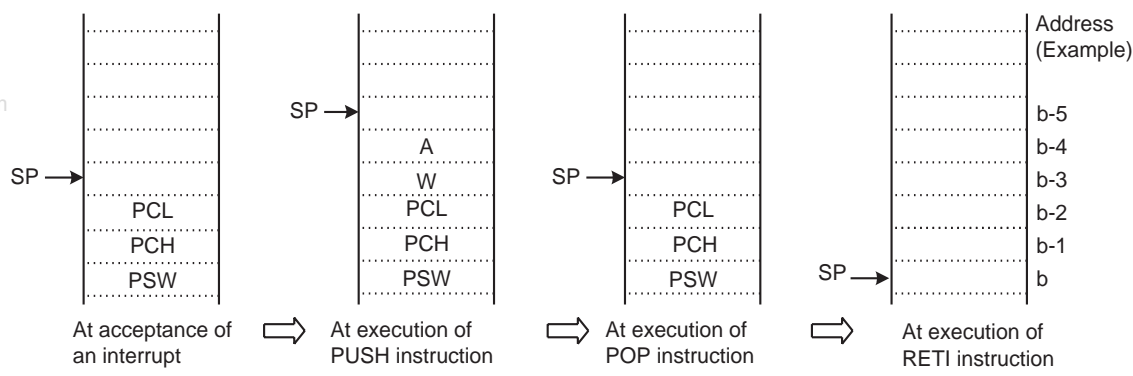 Address
(Example)
SP
b-5
A
b-4
SP
W
SP
b-3
PCL
PCL
PCL
b-2
PCH
PCH
PCH
b-1
PSW
PSW
PSW
SP
b
At acceptance of
an interrupt
At execution of
PUSH instruction
At execution of
POP instruction
At execution of
RETI instruction